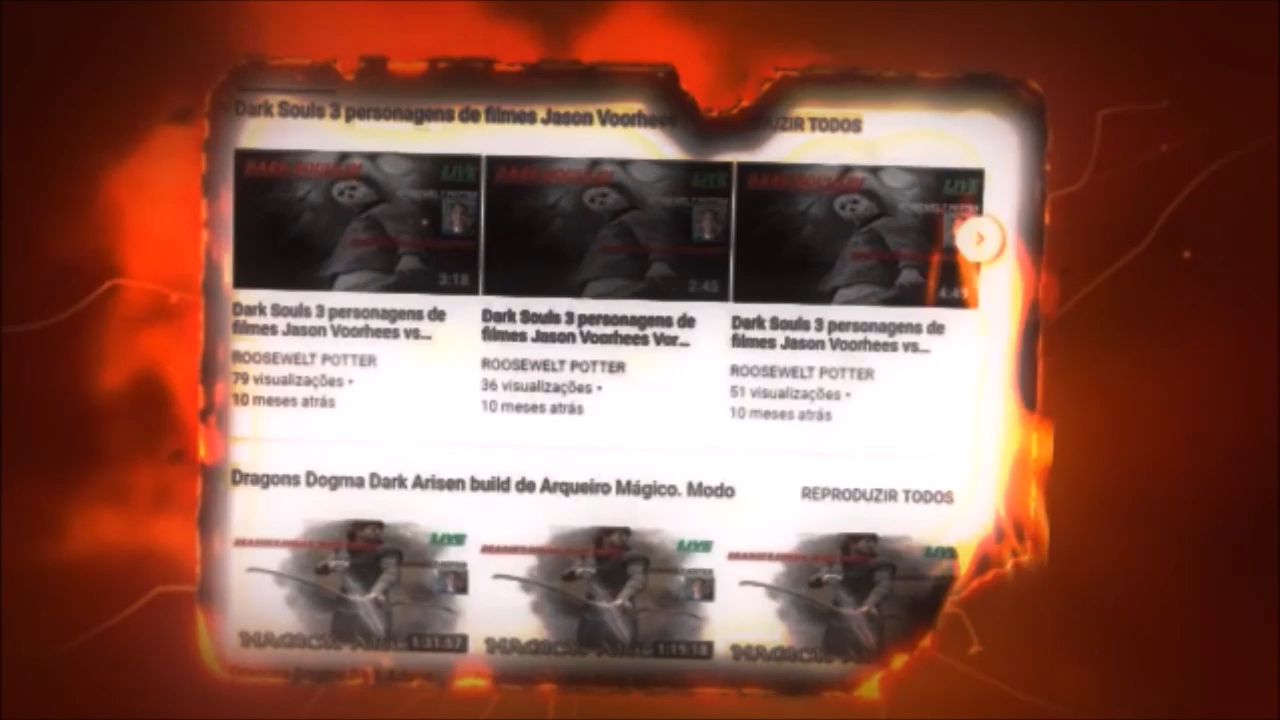 Dark Souls 3 personagens de filmes Jason Voorhees
UZIR TODOS
LIVE
3:18
LIVE
2:45
LIVE
Dark Souls 3 personagens de
filmes Jason Voorhees vs...
ROOSEWELT POTTER
79 visualizações •
10 meses atrás
Dark Souls 3 personagens de
filmes Jason Voorhees Vor...
ROOSEWELT POTTER
36 visualizações •
10 meses atrás
Dark Souls 3 personagens de
filmes Jason Voorhees vs...
ROOSEWELT POTTER
51 visualizações •
10 meses atrás
Dragons Dogma Dark Arisen build de Arqueiro Mágico. Modo
REPRODUZIR TODOS
LIVE
1:31:57
LIVE
1:19:18
LIVE